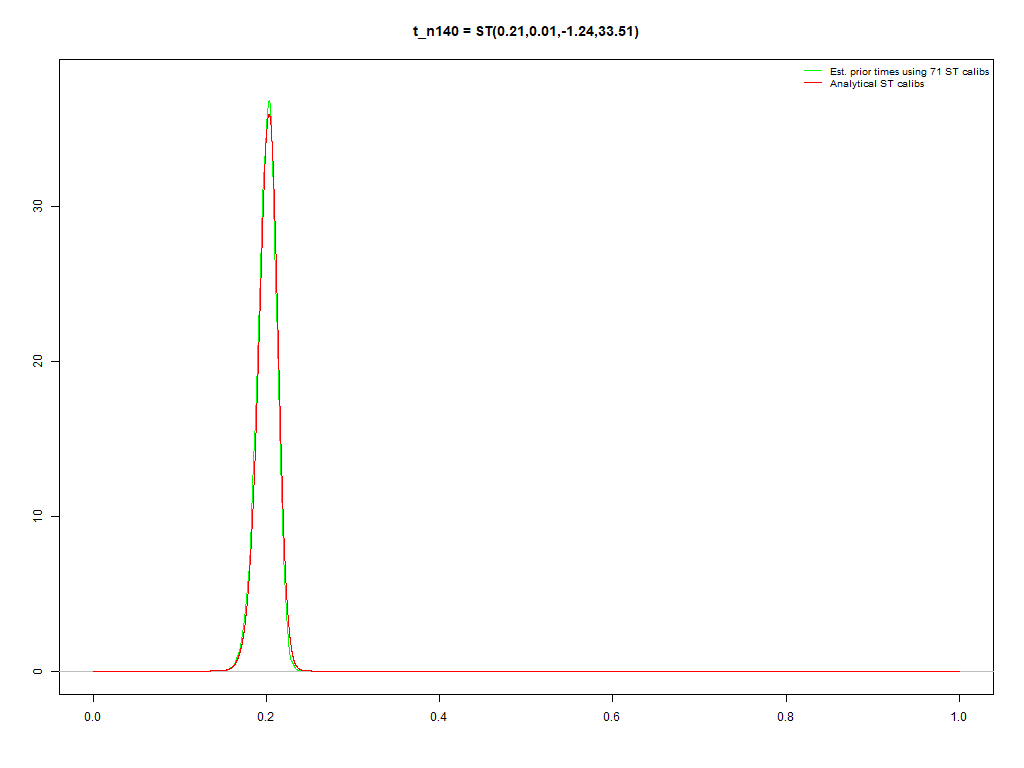 t_n140 = ST(0.21,0.01,-1.24,33.51)
Est. prior times using 71 ST calibs
Analytical ST calibs
30
20
10
0
0.0 0.2 0.4 0.6 0.8 1.0